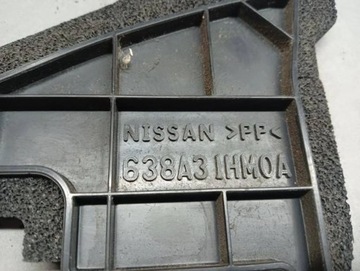 NISSAN >PP<
638A3 1HM0A